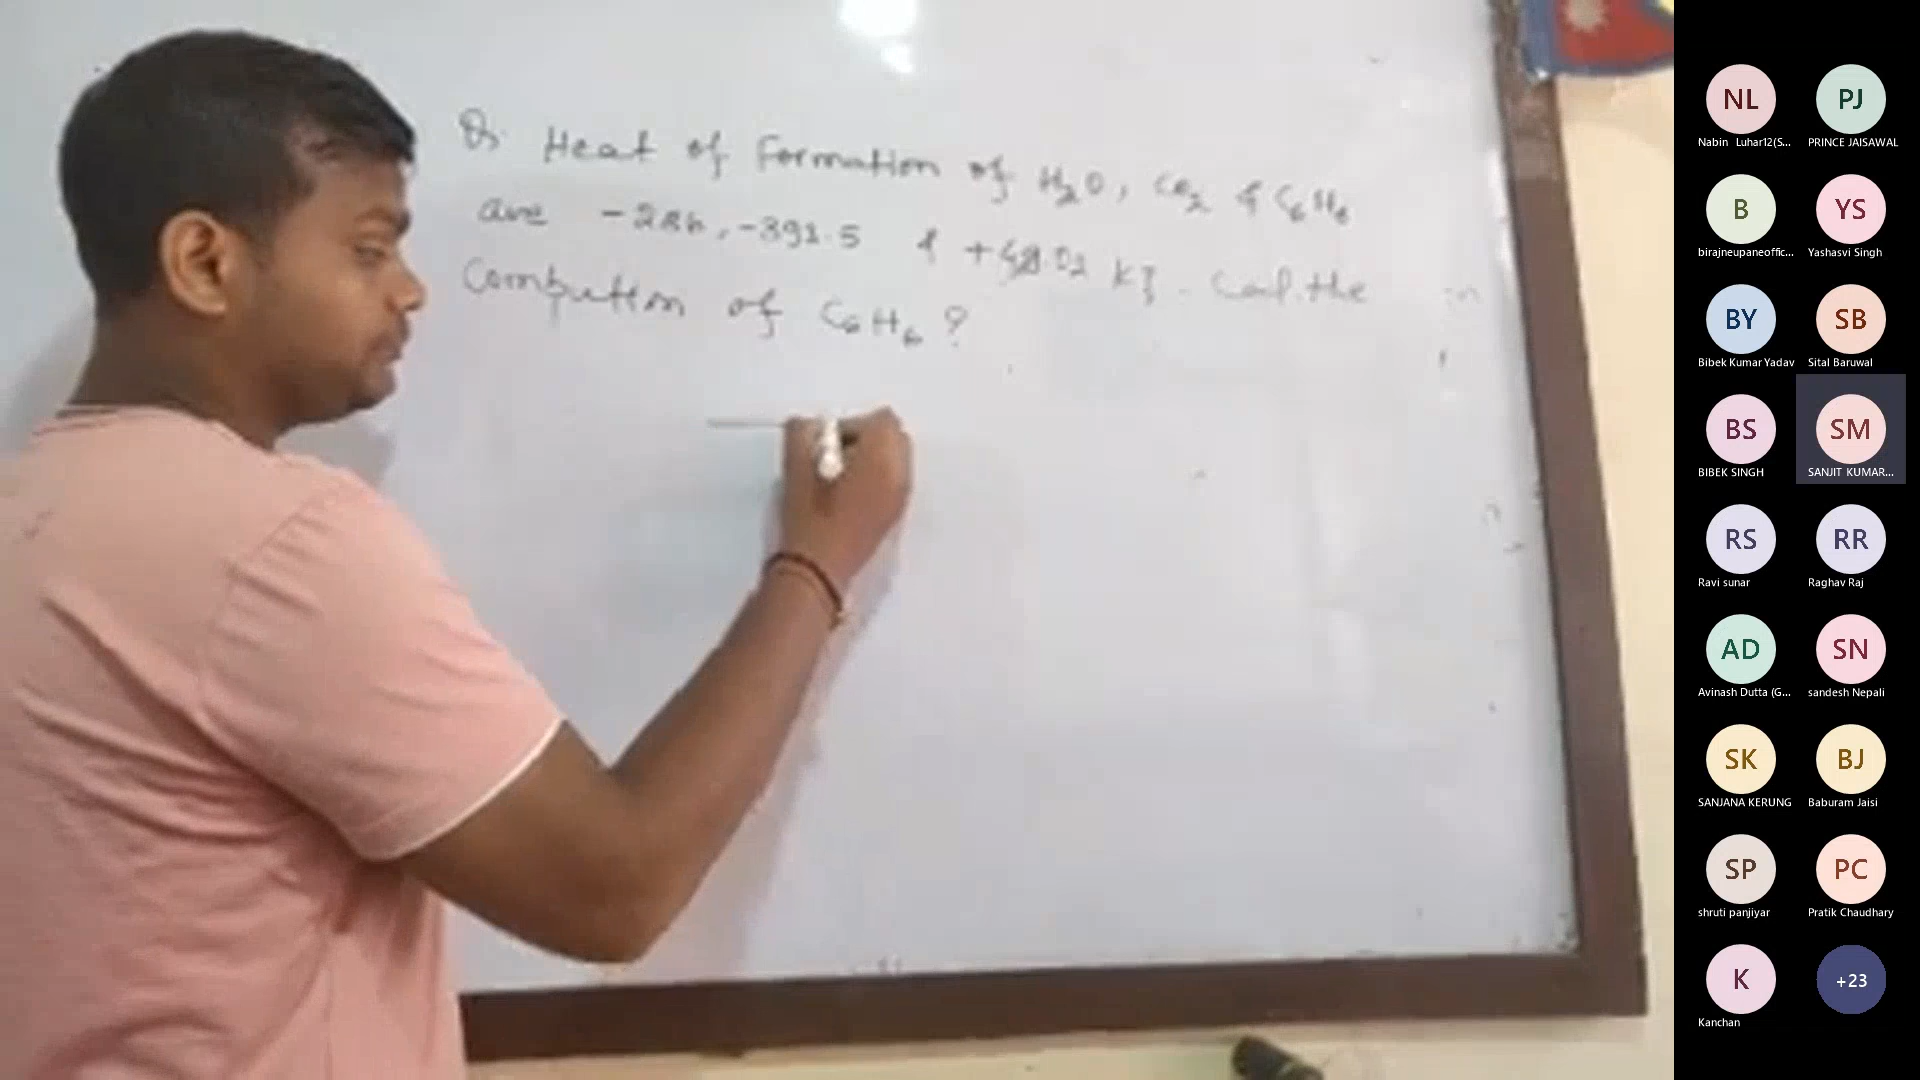 Q. Heat of formation of H₂O, CO₂ & C₆H₆
are -286, -391.5 & +49.02 KJ. Cal. the
Combution of C₆H₆ ?
NL PJ
Nabin Luhar12(S... PRINCE JAISAWAL
B YS
birajneupaneoffic... Yashasvi Singh
BY SB
Bibek Kumar Yadav Sital Baruwal
BS SM
BIBEK SINGH SANJIT KUMAR...
RS RR
Ravi sunar Raghav Raj
AD SN
Avinash Dutta (G... sandesh Nepali
SK BJ
SANJANA KERUNG Baburam Jaisi
SP PC
shruti panjiyar Pratik Chaudhary
K +23
Kanchan